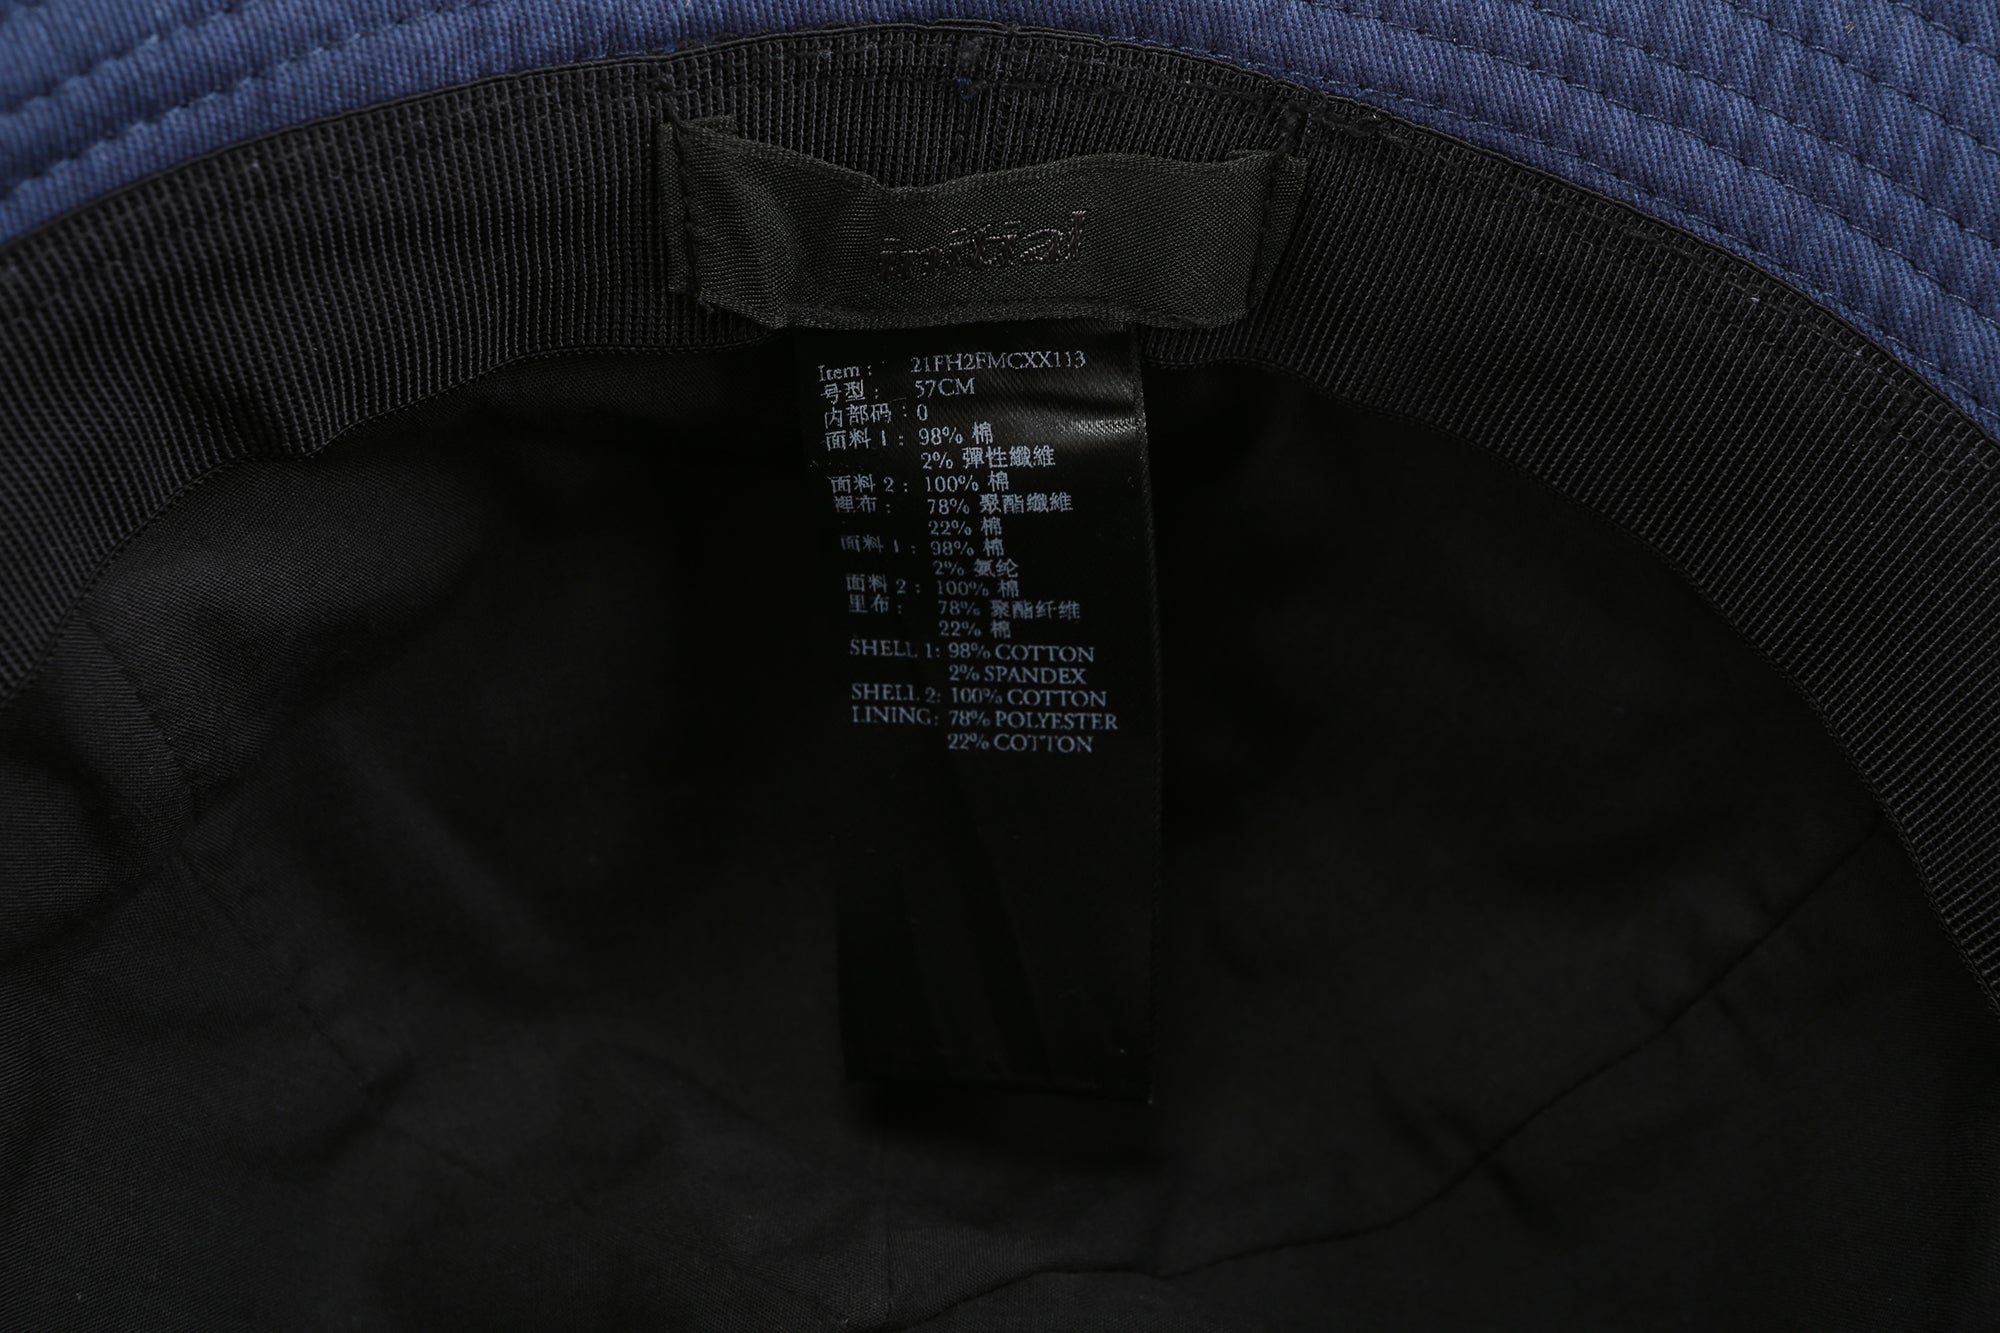 initial
Item : 21FH2FMCXX113
号型 : 57CM
内部码 : 0
面料 1 : 98% 棉
2% 彈性纖維
面料 2 : 100% 棉
裡布 : 78% 聚酯纖維
22% 棉
面料 1 : 98% 棉
2% 氨纶
面料 2 : 100% 棉
里布 : 78% 聚酯纤维
22% 棉
SHELL 1: 98% COTTON
2% SPANDEX
SHELL 2: 100% COTTON
LINING: 78% POLYESTER
22% COTTON